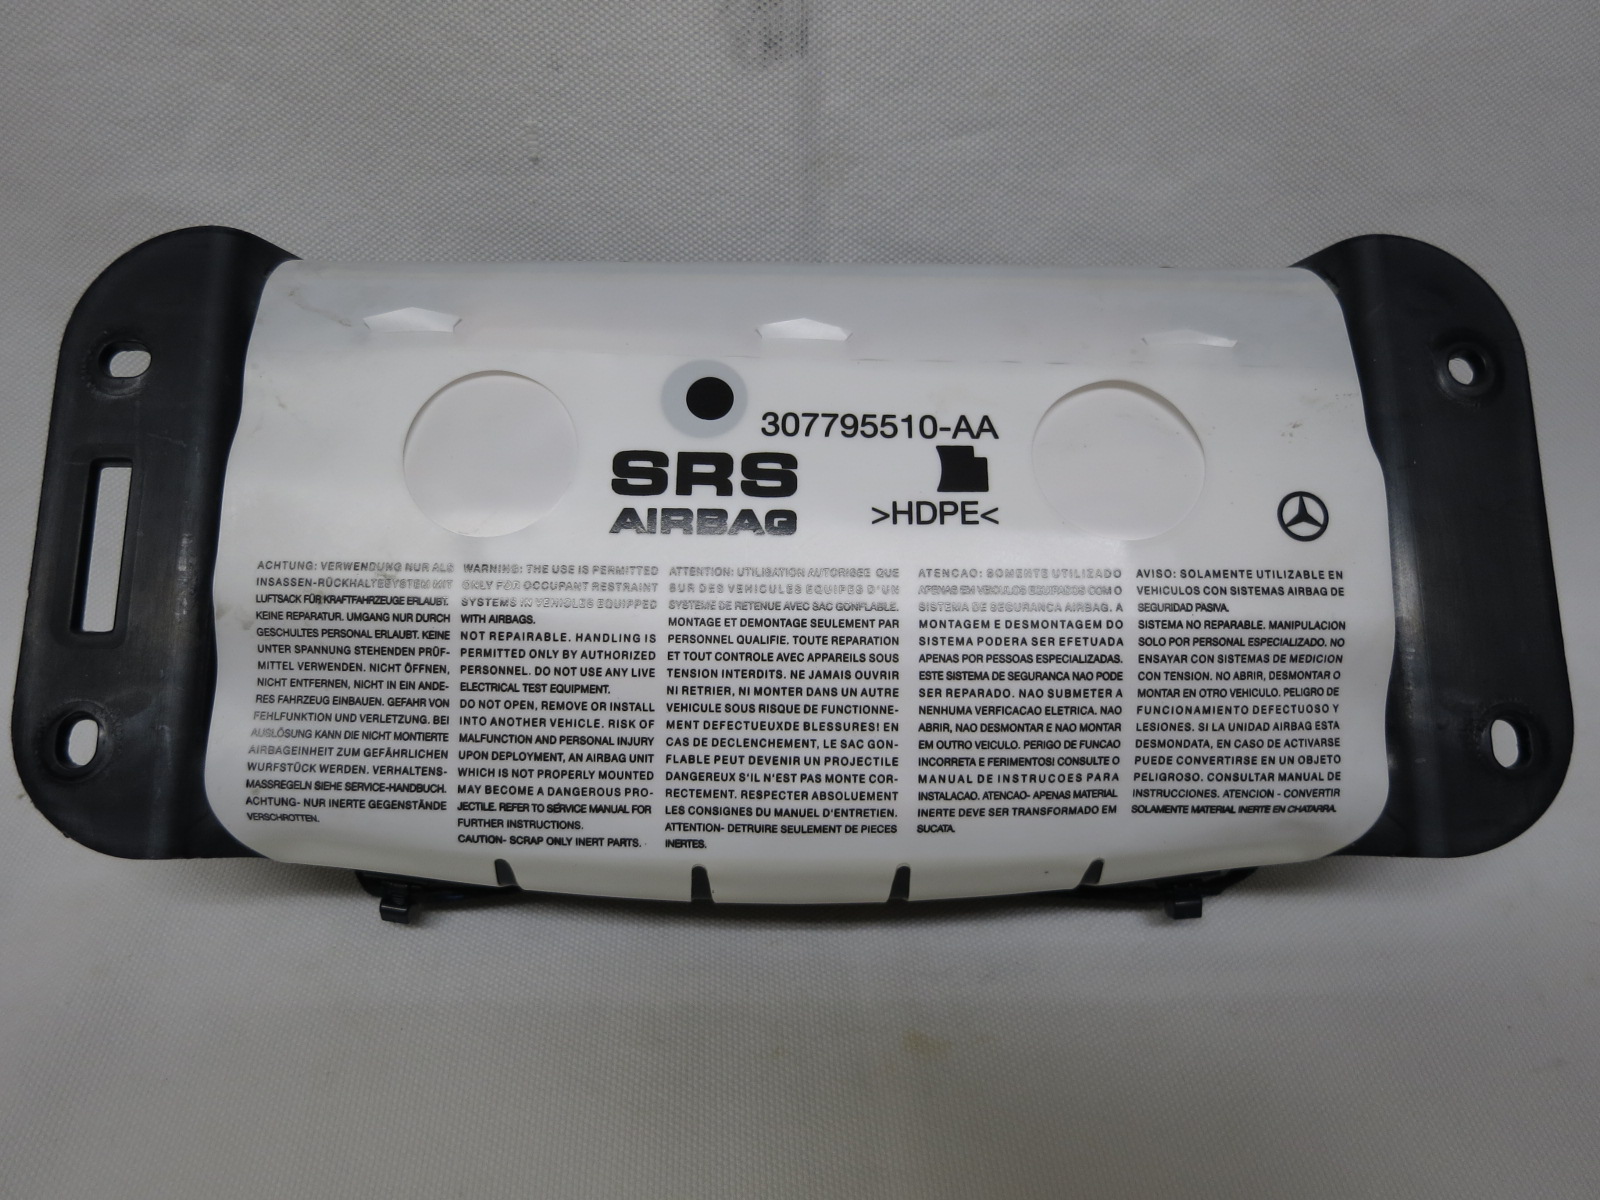 307795510-AA
SRS
AIRBAG
>HDPE<
ACHTUNG: VERWENDUNG NUR ALS
INSASSEN-RÜCKHALTESYSTEM MIT
LUFTSACK FÜR KRAFTFAHRZEUGE ERLAUBT.
KEINE REPARATUR. UMGANG NUR DURCH
GESCHULTES PERSONAL ERLAUBT. KEINE
UNTER SPANNUNG STEHENDEN PRÜF-
MITTEL VERWENDEN. NICHT ÖFFNEN,
NICHT ENTFERNEN, NICHT IN EIN ANDE-
RES FAHRZEUG EINBAUEN. GEFAHR VON
FEHLFUNKTION UND VERLETZUNG. BEI
AUSLÖSUNG KANN DIE NICHT MONTIERTE
AIRBAGEINHEIT ZUM GEFÄHRLICHEN
WURFSTÜCK WERDEN. VERHALTENS-
MASSREGELN SIEHE SERVICE-HANDBUCH.
ACHTUNG- NUR INERTE GEGENSTÄNDE
VERSCHROTTEN.
WARNING: THE USE IS PERMITTED
ONLY FOR OCCUPANT RESTRAINT
SYSTEMS IN VEHICLES EQUIPPED
WITH AIRBAGS.
NOT REPAIRABLE. HANDLING IS
PERMITTED ONLY BY AUTHORIZED
PERSONNEL. DO NOT USE ANY LIVE
ELECTRICAL TEST EQUIPMENT.
DO NOT OPEN, REMOVE OR INSTALL
INTO ANOTHER VEHICLE. RISK OF
MALFUNCTION AND PERSONAL INJURY
UPON DEPLOYMENT, AN AIRBAG UNIT
WHICH IS NOT PROPERLY MOUNTED
MAY BECOME A DANGEROUS PRO-
JECTILE. REFER TO SERVICE MANUAL FOR
FURTHER INSTRUCTIONS.
CAUTION- SCRAP ONLY INERT PARTS.
ATTENTION: UTILISATION AUTORISEE QUE
SUR DES VEHICULES EQUIPES D'UN
SYSTEME DE RETENUE AVEC SAC GONFLABLE.
MONTAGE ET DEMONTAGE SEULEMENT PAR
PERSONNEL QUALIFIE. TOUTE REPARATION
ET TOUT CONTROLE AVEC APPAREILS SOUS
TENSION INTERDITS. NE JAMAIS OUVRIR
NI RETRIER, NI MONTER DANS UN AUTRE
VEHICULE SOUS RISQUE DE FUNCTIONNE-
MENT DEFECTUEUXDE BLESSURES! EN
CAS DE DECLENCHEMENT, LE SAC GON-
FLABLE PEUT DEVENIR UN PROJECTILE
DANGEREUX S'IL N'EST PAS MONTE COR-
RECTEMENT. RESPECTER ABSOLUEMENT
LES CONSIGNES DU MANUEL D'ENTRETIEN.
ATTENTION- DETRUIRE SEULEMENT DE PIECES
INERTES.
ATENCAO: SOMENTE UTILIZADO
APENAS EM VEICULOS EQUIPADOS COM O
SISTEMA DE SEGURANCA AIRBAG. A
MONTAGEM E DESMONTAGEM DO
SISTEMA PODERA SER EFETUADA
APENAS POR PESSOAS ESPECIALIZADAS.
ESTE SISTEMA DE SEGURANCA NAO PODE
SER REPARADO. NAO SUBMETER A
NENHUMA VERIFICACAO ELETRICA. NAO
ABRIR, NAO DESMONTAR E NAO MONTAR
EM OUTRO VEICULO. PERIGO DE FUNCAO
INCORRETA E FERIMENTOS! CONSULTE O
MANUAL DE INSTRUCOES PARA
INSTALACAO. ATENCAO- APENAS MATERIAL
INERTE DEVE SER TRANSFORMADO EM
SUCATA.
AVISO: SOLAMENTE UTILIZABLE EN
VEHICULOS CON SISTEMAS AIRBAG DE
SEGURIDAD PASIVA.
SISTEMA NO REPARABLE. MANIPULACION
SOLO POR PERSONAL ESPECIALIZADO. NO
ENSAYAR CON SISTEMAS DE MEDICION
CON TENSION. NO ABRIR, DESMONTAR O
MONTAR EN OTRO VEHICULO. PELIGRO DE
FUNCIONAMIENTO DEFECTUOSO Y
LESIONES. SI LA UNIDAD AIRBAG ESTA
DESMONDATA, EN CASO DE ACTIVARSE
PUEDE CONVERTIRSE EN UN OBJETO
PELIGROSO. CONSULTAR MANUAL DE
INSTRUCCIONES. ATENCION - CONVERTIR
SOLAMENTE MATERIAL INERTE EN CHATARRA.